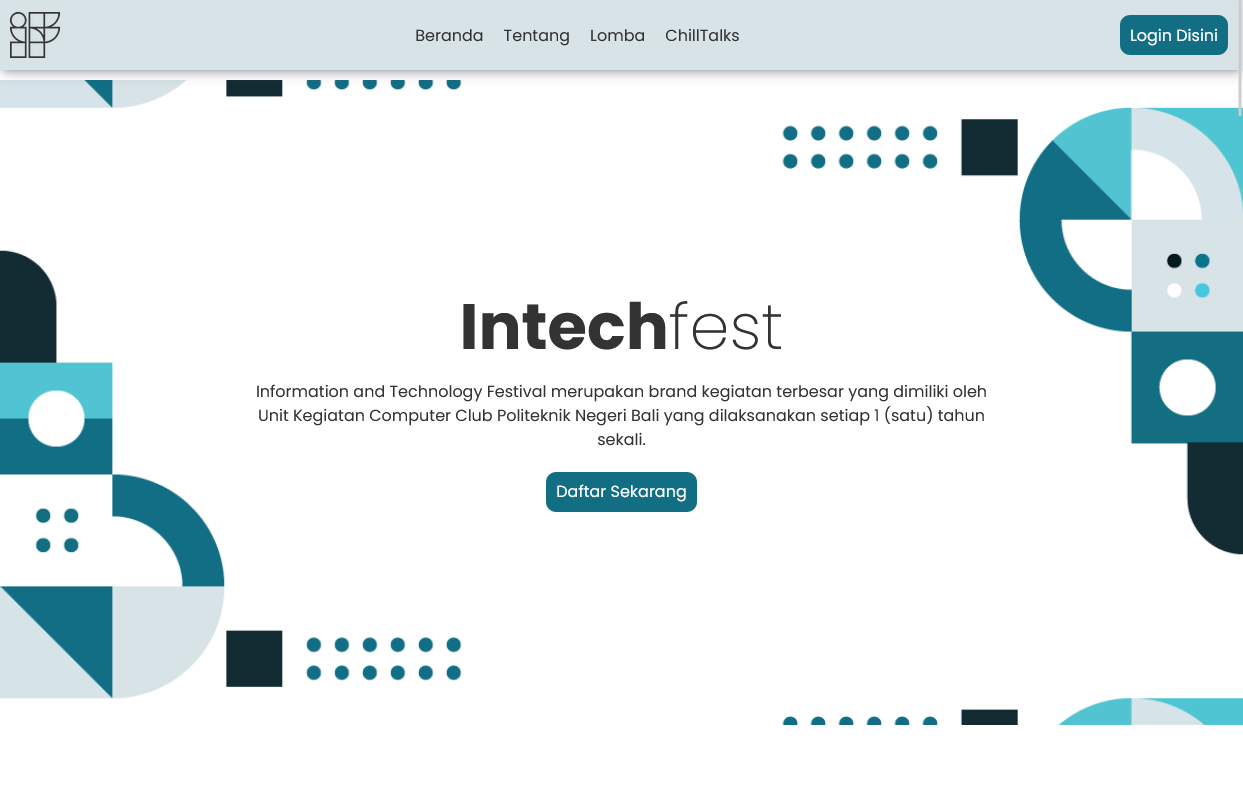 Beranda Tentang Lomba ChillTalks Login Disini
Intechfest
Information and Technology Festival merupakan brand kegiatan terbesar yang dimiliki oleh
Unit Kegiatan Computer Club Politeknik Negeri Bali yang dilaksanakan setiap 1 (satu) tahun
sekali.
Daftar Sekarang